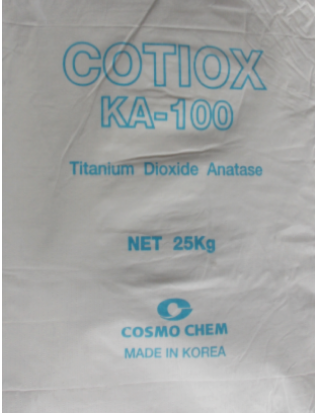 COTIOX
KA-100
Titanium Dioxide Anatase
NET 25Kg
COSMO CHEM
MADE IN KOREA